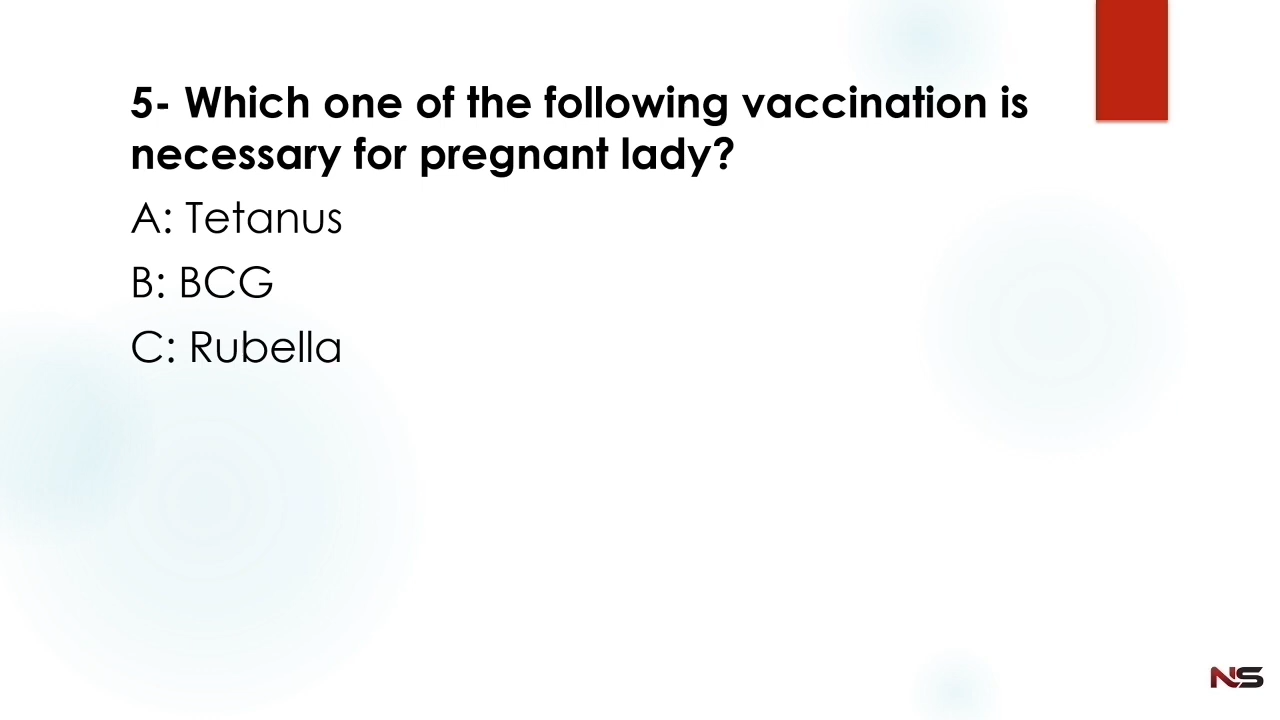 5- Which one of the following vaccination is
necessary for pregnant lady?
A: Tetanus
B: BCG
C: Rubella
NS